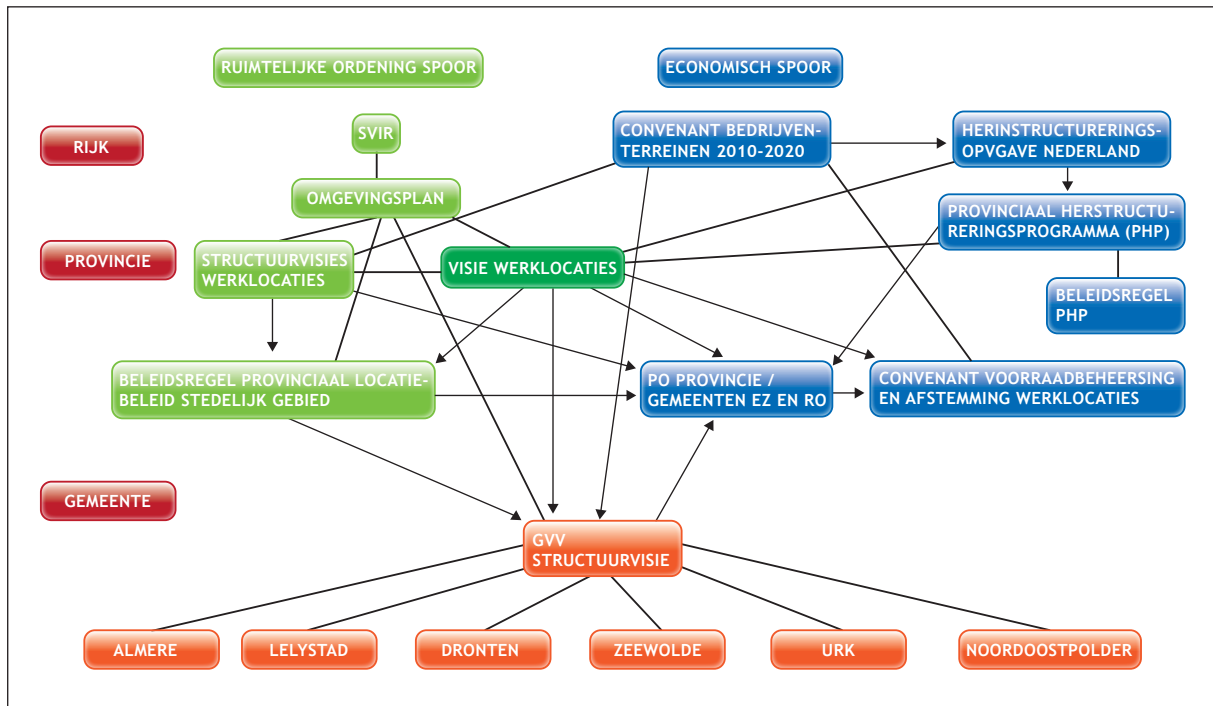 RUIMTELIJKE ORDENING SPOOR
ECONOMISCH SPOOR
RIJK
SVIR
CONVENANT BEDRIJVEN-
TERREINEN 2010-2020
HERINSTRUCTURERINGS-
OPVGAVE NEDERLAND
OMGEVINGSPLAN
PROVINCIAAL HERSTRUCTU-
RERINGSPROGRAMMA (PHP)
PROVINCIE
STRUCTUURVISIES
WERKLOCATIES
VISIE WERKLOCATIES
BELEIDSREGEL
PHP
BELEIDSREGEL PROVINCIAAL LOCATIE-
BELEID STEDELIJK GEBIED
PO PROVINCIE /
GEMEENTEN EZ EN RO
CONVENANT VOORRAADBEHEERSING
EN AFSTEMMING WERKLOCATIES
GEMEENTE
GVV
STRUCTUURVISIE
ALMERE
LELYSTAD
DRONTEN
ZEEWOLDE
URK
NOORDOOSTPOLDER